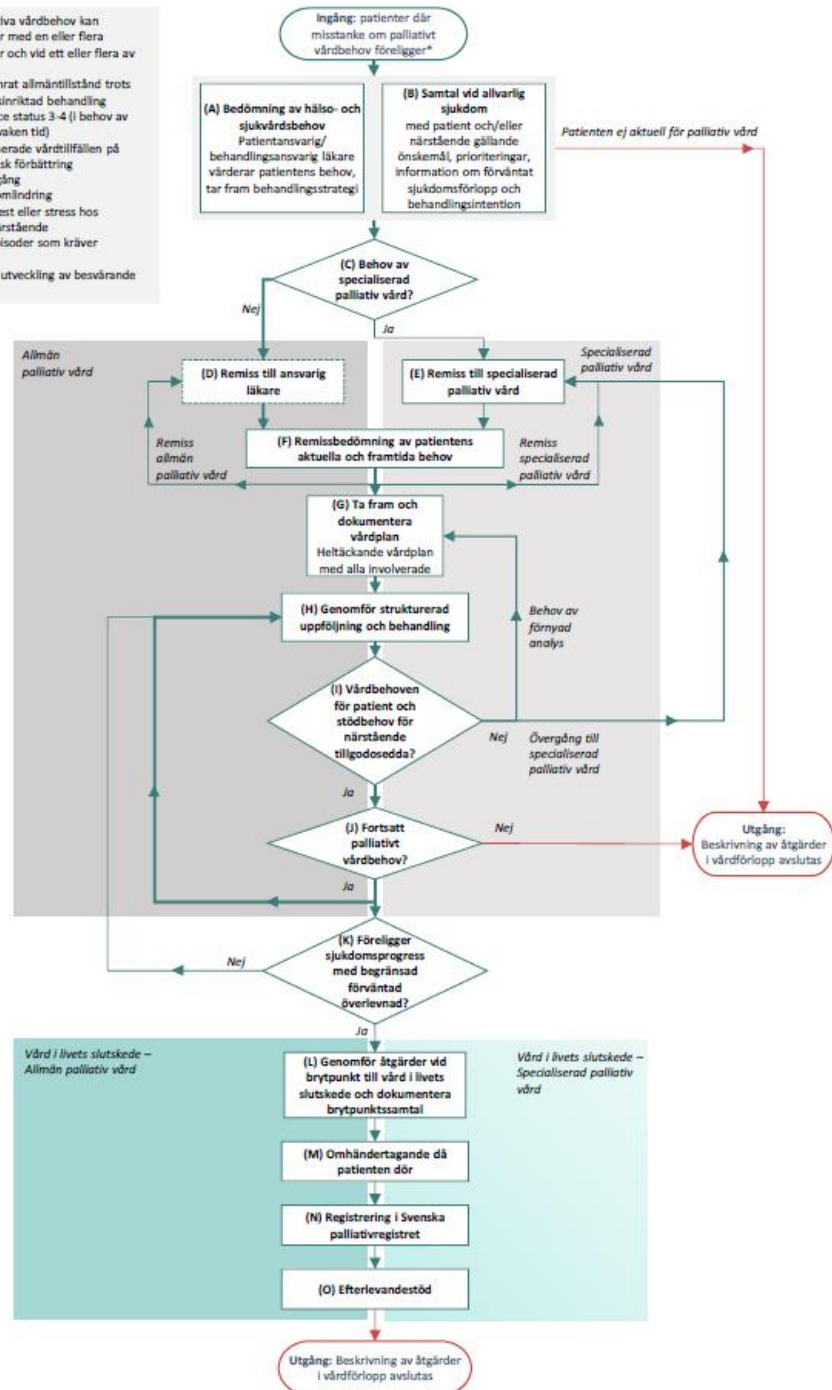 iva vårdbehov kan
r med en eller flera
r och vid ett eller flera av
nrat allmäntillstånd trots
sinriktad behandling
ce status 3-4 (i behov av
vaken tid)
nerade vårdtillfällen på
isk förbättring
gång
omlindring
est eller stress hos
irstående
isoder som kräver
utveckling av besvärande
Ingång: patienter där
misstanke om palliativt
vårdbehov föreligger*
(A) Bedömning av hälso- och
sjukvårdsbehov
Patientansvarig/
behandlingsansvarig läkare
värderar patientens behov,
tar fram behandlingsstrategi
(B) Samtal vid allvarlig
sjukdom
med patient och/eller
närstående gällande
önskemål, prioriteringar,
information om förväntat
sjukdomsförlopp och
behandlingsintention
Patienten ej aktuell för palliativ vård
(C) Behov av
specialiserad
palliativ vård?
Nej
Ja
Allmän
palliativ vård
Specialiserad
palliativ vård
(D) Remiss till ansvarig
läkare
(E) Remiss till specialiserad
palliativ vård
(F) Remissbedömning av patientens
aktuella och framtida behov
Remiss
allmän
palliativ vård
Remiss
specialiserad
palliativ vård
(G) Ta fram och
dokumentera
vårdplan
Heltäckande vårdplan
med alla involverade
(H) Genomför strukturerad
uppföljning och behandling
Behov av
förnyad
analys
(I) Vårdbehoven
för patient och
stödbehov för
närstående
tillgodosedda?
Nej
Övergång till
specialiserad
palliativ vård
Ja
(J) Fortsatt
palliativt
vårdbehov?
Nej
Utgång:
Beskrivning av åtgärder
i vårdförlopp avslutas
Ja
(K) Föreligger
sjukdomsprogress
med begränsad
förväntad
överlevnad?
Nej
Ja
Vård i livets slutskede –
Allmän palliativ vård
Vård i livets slutskede –
Specialiserad palliativ
vård
(L) Genomför åtgärder vid
brytpunkt till vård i livets
slutskede och dokumentera
brytpunktssamtal
(M) Omhändertagande då
patienten dör
(N) Registrering i Svenska
palliativregistret
(O) Efterlevandestöd
Utgång: Beskrivning av åtgärder
i vårdförlopp avslutas